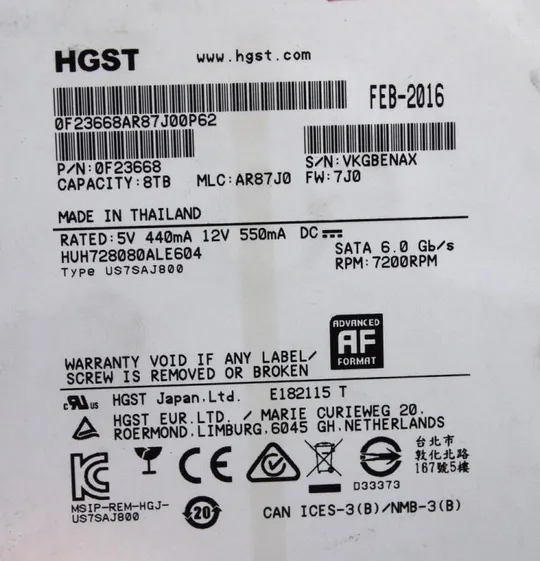 HGST www.hgst.com
FEB-2016
0F23668AR87J00P62
P/N:0F23668 S/N:VKGBENAX
CAPACITY:8TB MLC:AR87J0 FW:7J0
MADE IN THAILAND
RATED:5V 440mA 12V 550mA DC
HUH728080ALE604 SATA 6.0 Gb/s
Type US7SAJ800 RPM:7200RPM
ADVANCED
AF
FORMAT
WARRANTY VOID IF ANY LABEL/
SCREW IS REMOVED OR BROKEN
c RU us HGST Japan.Ltd. E182115 T
HGST EUR.LTD. / MARIE CURIEWEG 20.
ROERMOND.LIMBURG.6045 GH.NETHERLANDS
台北市
敦化北路
167號5樓
CE
D33373
MSIP-REM-HGJ-
US7SAJ800
20
CAN ICES-3(B)/NMB-3(B)